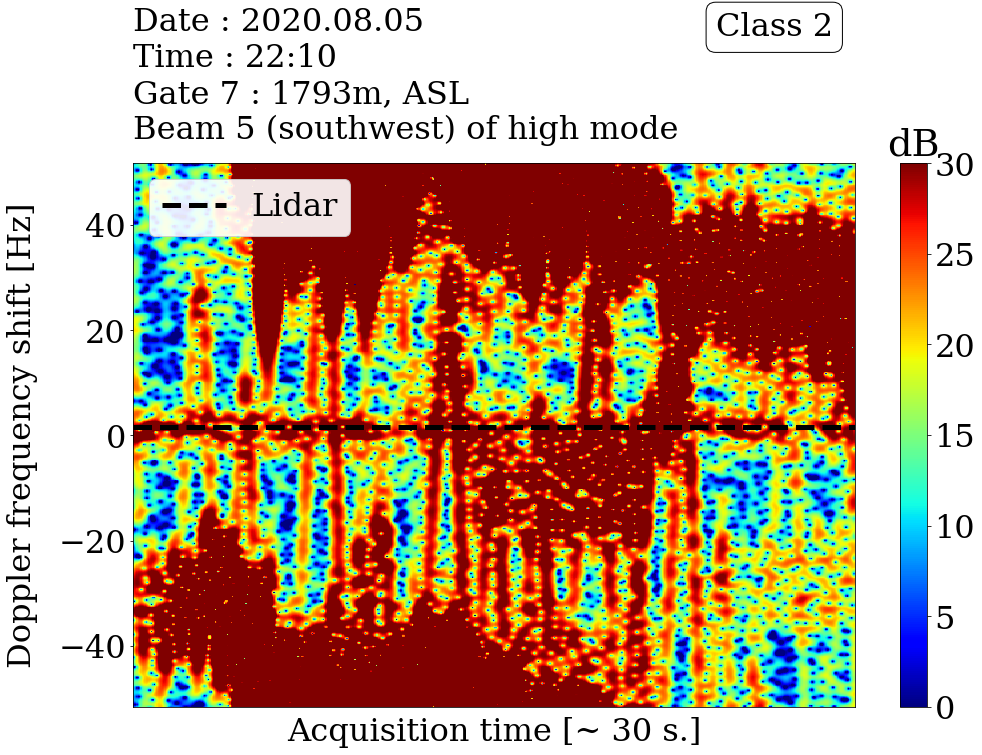 Date : 2020.08.05
Time : 22:10
Gate 7 : 1793m, ASL
Beam 5 (southwest) of high mode
Class 2
dB
Lidar
Doppler frequency shift [Hz]
40
20
0
−20
−40
30
25
20
15
10
5
0
Acquisition time [~ 30 s.]